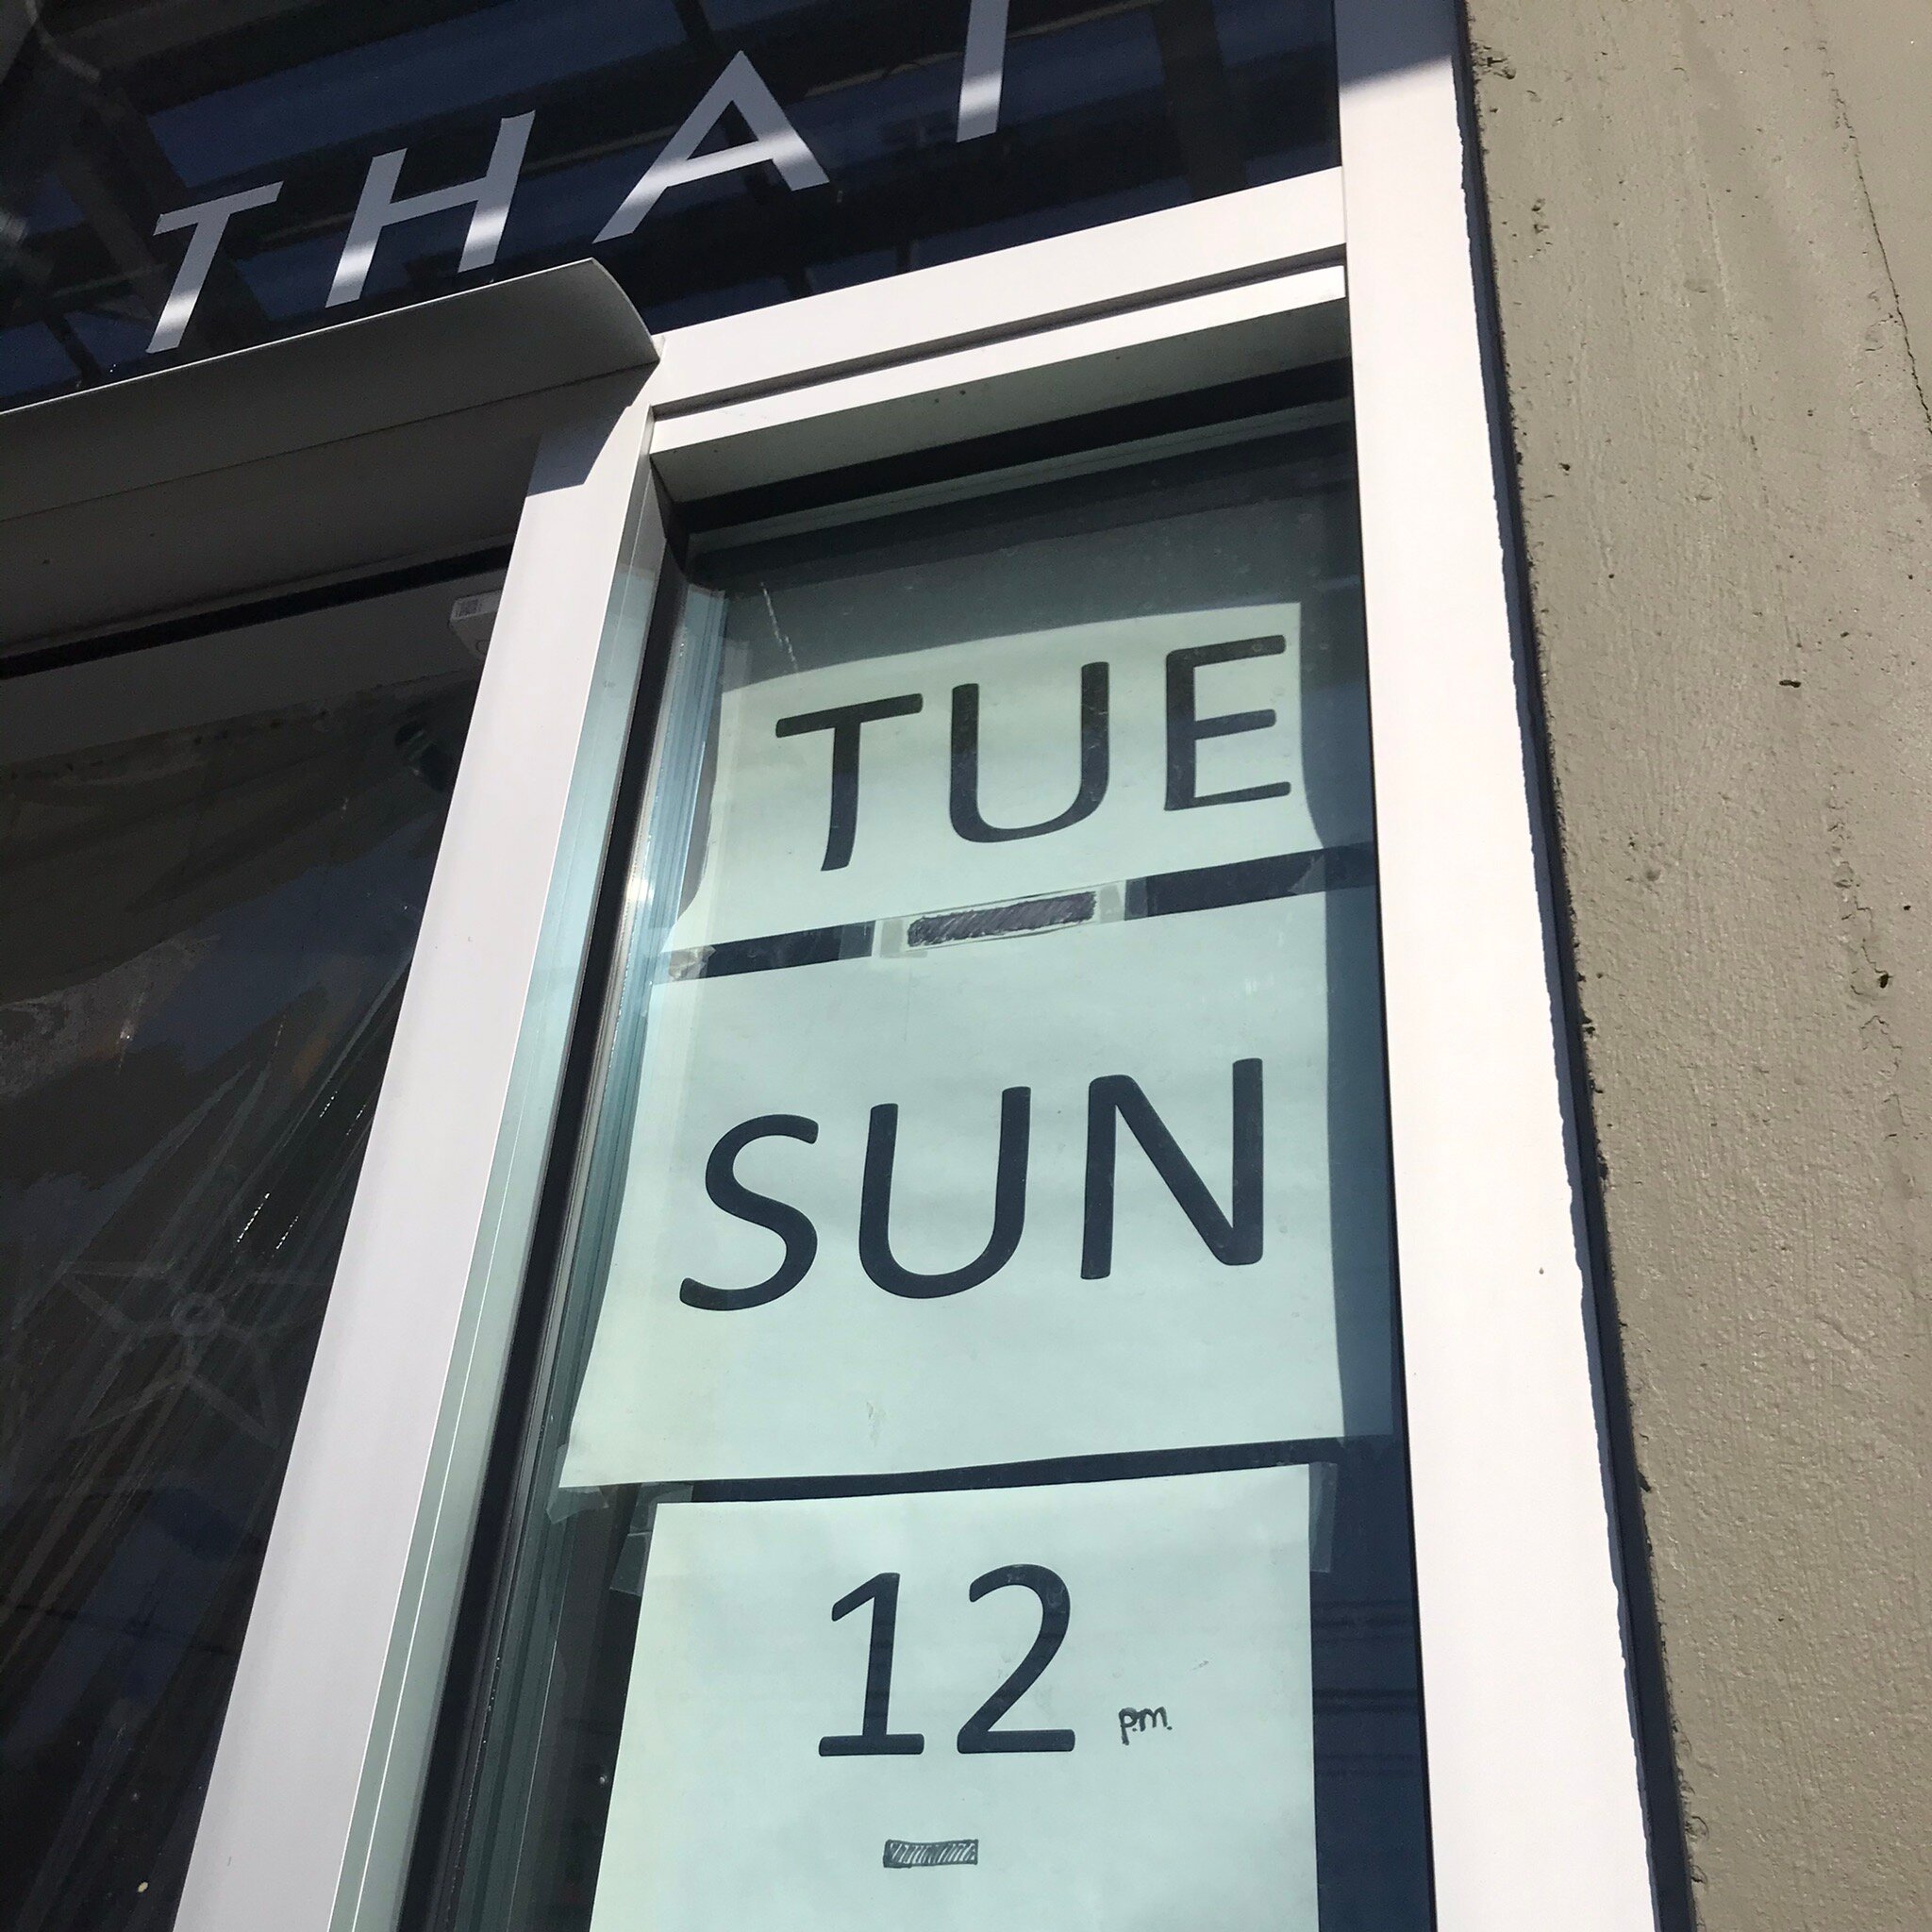 THAI
TUE
-
SUN
12 p.m.
-